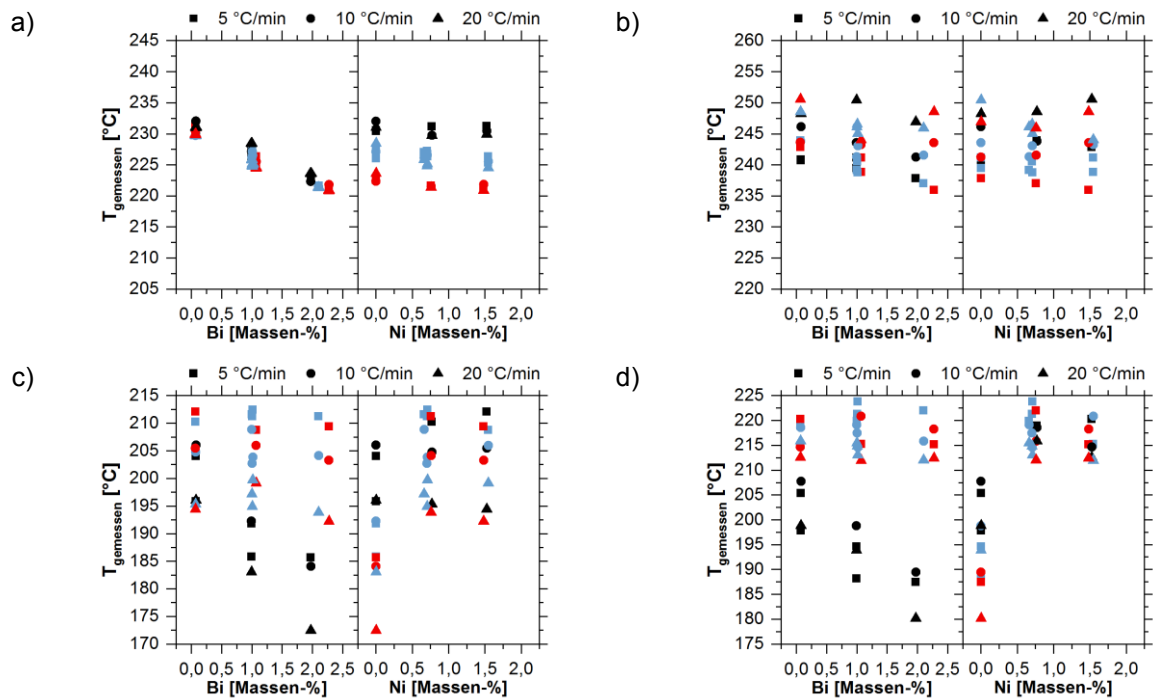 a)
5 °C/min 10 °C/min 20 °C/min
245
240
235
230
225
220
215
210
205
T_gemessen [°C]
0,0 0,5 1,0 1,5 2,0 2,5 0,0 0,5 1,0 1,5 2,0
Bi [Massen-%] Ni [Massen-%]
b)
5 °C/min 10 °C/min 20 °C/min
260
255
250
245
240
235
230
225
220
T_gemessen [°C]
0,0 0,5 1,0 1,5 2,0 2,5 0,0 0,5 1,0 1,5 2,0
Bi [Massen-%] Ni [Massen-%]
c)
5 °C/min 10 °C/min 20 °C/min
215
210
205
200
195
190
185
180
175
170
T_gemessen [°C]
0,0 0,5 1,0 1,5 2,0 2,5 0,0 0,5 1,0 1,5 2,0
Bi [Massen-%] Ni [Massen-%]
d)
5 °C/min 10 °C/min 20 °C/min
225
220
215
210
205
200
195
190
185
180
175
T_gemessen [°C]
0,0 0,5 1,0 1,5 2,0 2,5 0,0 0,5 1,0 1,5 2,0
Bi [Massen-%] Ni [Massen-%]